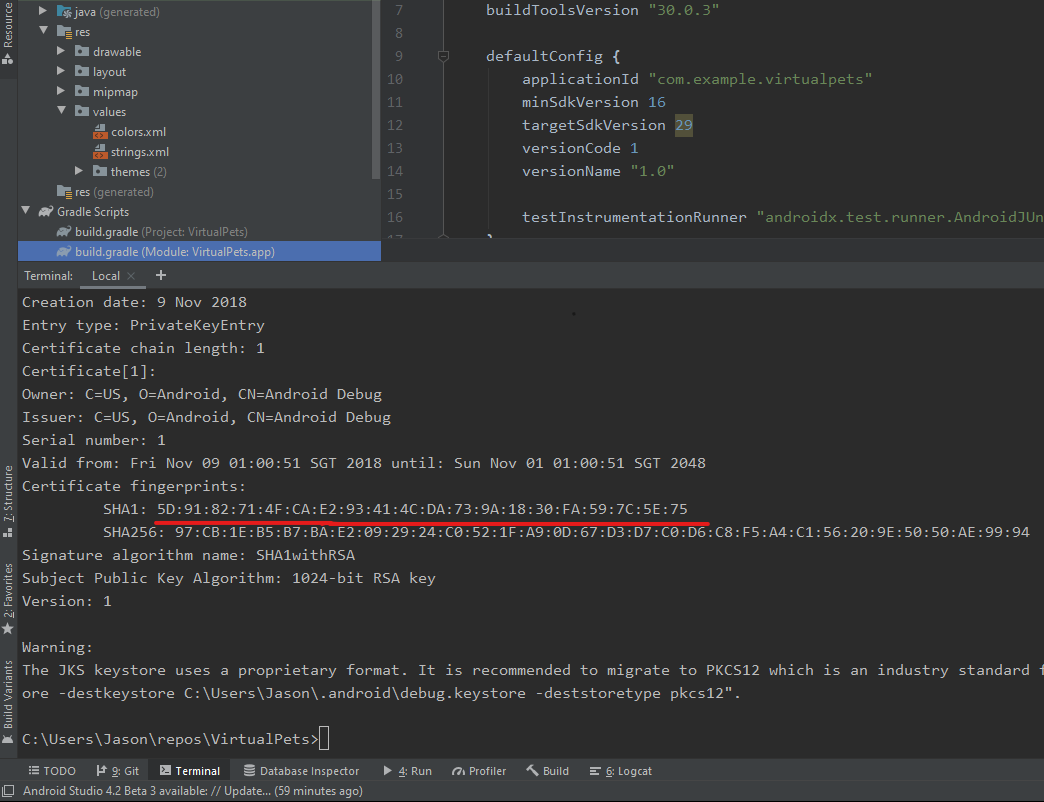 Resource
java (generated)
res
drawable
layout
mipmap
values
colors.xml
strings.xml
themes (2)
res (generated)
Gradle Scripts
build.gradle (Project: VirtualPets)
build.gradle (Module: VirtualPets.app)
7 buildToolsVersion "30.0.3"
8
9 defaultConfig {
10 applicationId "com.example.virtualpets"
11 minSdkVersion 16
12 targetSdkVersion 29
13 versionCode 1
14 versionName "1.0"
15
16 testInstrumentationRunner "androidx.test.runner.AndroidJUn
17 }
Terminal: Local × +
Creation date: 9 Nov 2018
Entry type: PrivateKeyEntry
Certificate chain length: 1
Certificate[1]:
Owner: C=US, O=Android, CN=Android Debug
Issuer: C=US, O=Android, CN=Android Debug
Serial number: 1
Valid from: Fri Nov 09 01:00:51 SGT 2018 until: Sun Nov 01 01:00:51 SGT 2048
Certificate fingerprints:
SHA1: 5D:91:82:71:4F:CA:E2:93:41:4C:DA:73:9A:18:30:FA:59:7C:5E:75
SHA256: 97:CB:1E:B5:B7:BA:E2:09:29:24:C0:52:1F:A9:0D:67:D3:D7:C0:D6:C8:F5:A4:C1:56:20:9E:50:50:AE:99:94
Signature algorithm name: SHA1withRSA
Subject Public Key Algorithm: 1024-bit RSA key
Version: 1
Warning:
The JKS keystore uses a proprietary format. It is recommended to migrate to PKCS12 which is an industry standard f
ore -destkeystore C:\Users\Jason\.android\debug.keystore -deststoretype pkcs12".
C:\Users\Jason\repos\VirtualPets>
7: Structure
2: Favorites
Build Variants
TODO 9: Git Terminal Database Inspector 4: Run Profiler Build 6: Logcat
Android Studio 4.2 Beta 3 available: // Update... (59 minutes ago)